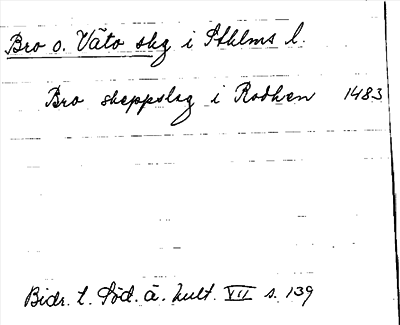 Bro o. Väto skg i Sthlms l.
Bro skeppslag i Rodhen 1483
Bidr. t. Söd. ä. kult. VII s. 139